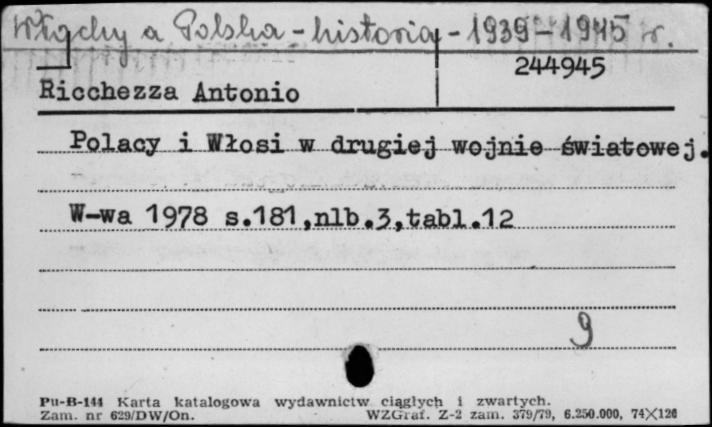 Włochy a Polska - historia - 1939 - 1945 r.
244945
Ricchezza Antonio
Polacy i Włosi w drugiej wojnie światowej.
W-wa 1978 s.181,nlb.3,tabl.12
9
Pu-B-144 Karta katalogowa wydawnictw ciągłych i zwartych.
Zam. nr 629/DW/On. WZGraf. Z-2 zam. 379/79, 6.250.000, 74×126